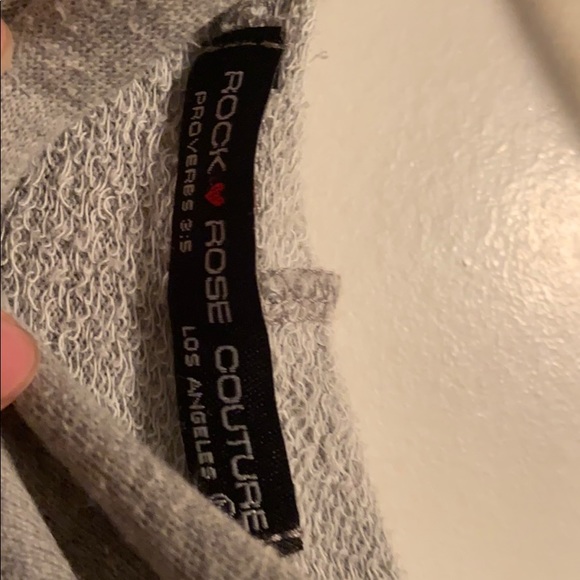 ROCK ♥ ROSE COUTURE
PROVERBS 3:5 LOS ANGELES ®